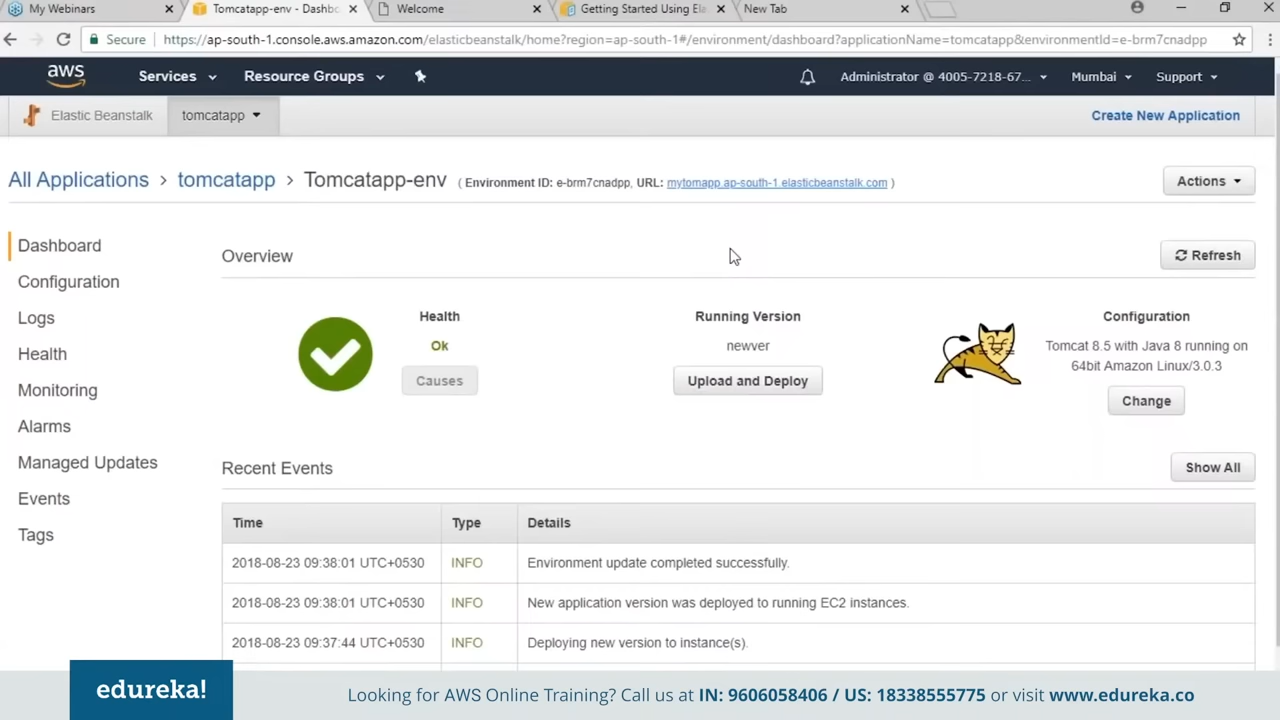 My Webinars
Tomcatapp-env - Dashbo
Welcome
Getting Started Using Ela
New Tab
Secure
https://ap-south-1.console.aws.amazon.com/elasticbeanstalk/home?region=ap-south-1#/environment/dashboard?applicationName=tomcatapp&environmentId=e-brm7cnadpp
aws
Services
Resource Groups
Administrator @ 4005-7218-67...
Mumbai
Support
Elastic Beanstalk
tomcatapp
Create New Application
All Applications > tomcatapp > Tomcatapp-env ( Environment ID: e-brm7cnadpp, URL: mytomapp.ap-south-1.elasticbeanstalk.com )
Actions
Dashboard
Configuration
Logs
Health
Monitoring
Alarms
Managed Updates
Events
Tags
Overview
Refresh
Health
Ok
Causes
Running Version
newver
Upload and Deploy
Configuration
Tomcat 8.5 with Java 8 running on
64bit Amazon Linux/3.0.3
Change
Recent Events
Show All
Time Type Details
2018-08-23 09:38:01 UTC+0530 INFO Environment update completed successfully.
2018-08-23 09:38:01 UTC+0530 INFO New application version was deployed to running EC2 instances.
2018-08-23 09:37:44 UTC+0530 INFO Deploying new version to instance(s).
edureka!
Looking for AWS Online Training? Call us at IN: 9606058406 / US: 18338555775 or visit www.edureka.co